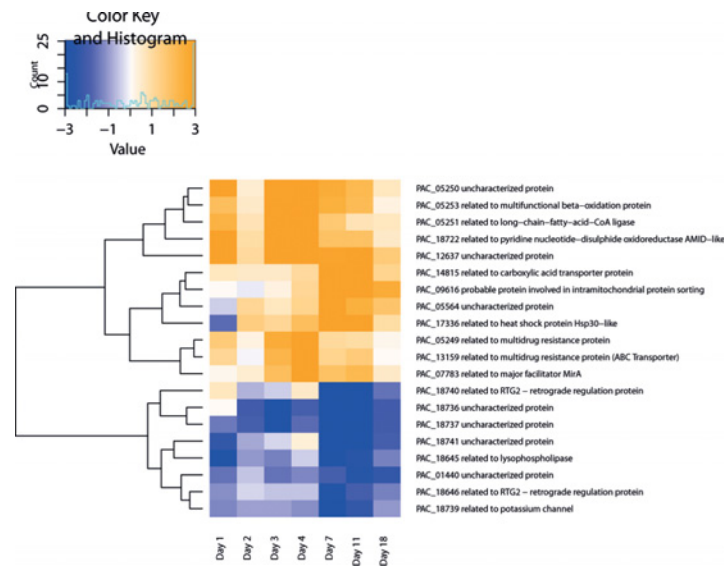 Color Key
and Histogram
Count
0 10 25
−3 −1 1 3
Value
PAC_05250 uncharacterized protein
PAC_05253 related to multifunctional beta−oxidation protein
PAC_05251 related to long−chain−fatty−acid−CoA ligase
PAC_18722 related to pyridine nucleotide−disulphide oxidoreductase AMID−like
PAC_12637 uncharacterized protein
PAC_14815 related to carboxylic acid transporter protein
PAC_09616 probable protein involved in intramitochondrial protein sorting
PAC_05564 uncharacterized protein
PAC_17336 related to heat shock protein Hsp30−like
PAC_05249 related to multidrug resistance protein
PAC_13159 related to multidrug resistance protein (ABC Transporter)
PAC_07783 related to major facilitator MirA
PAC_18740 related to RTG2 − retrograde regulation protein
PAC_18736 uncharacterized protein
PAC_18737 uncharacterized protein
PAC_18741 uncharacterized protein
PAC_18645 related to lysophospholipase
PAC_01440 uncharacterized protein
PAC_18646 related to RTG2 − retrograde regulation protein
PAC_18739 related to potassium channel
Day 1
Day 2
Day 3
Day 4
Day 7
Day 11
Day 18